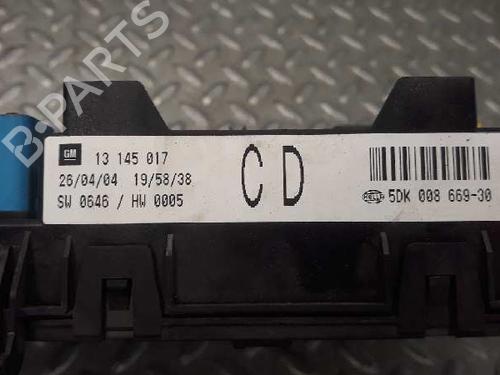 B-PARTS
GM 13 145 017
26/04/04 19/58/38
SW 0646 / HW 0005
C D
HELLA 5DK 008 669-30